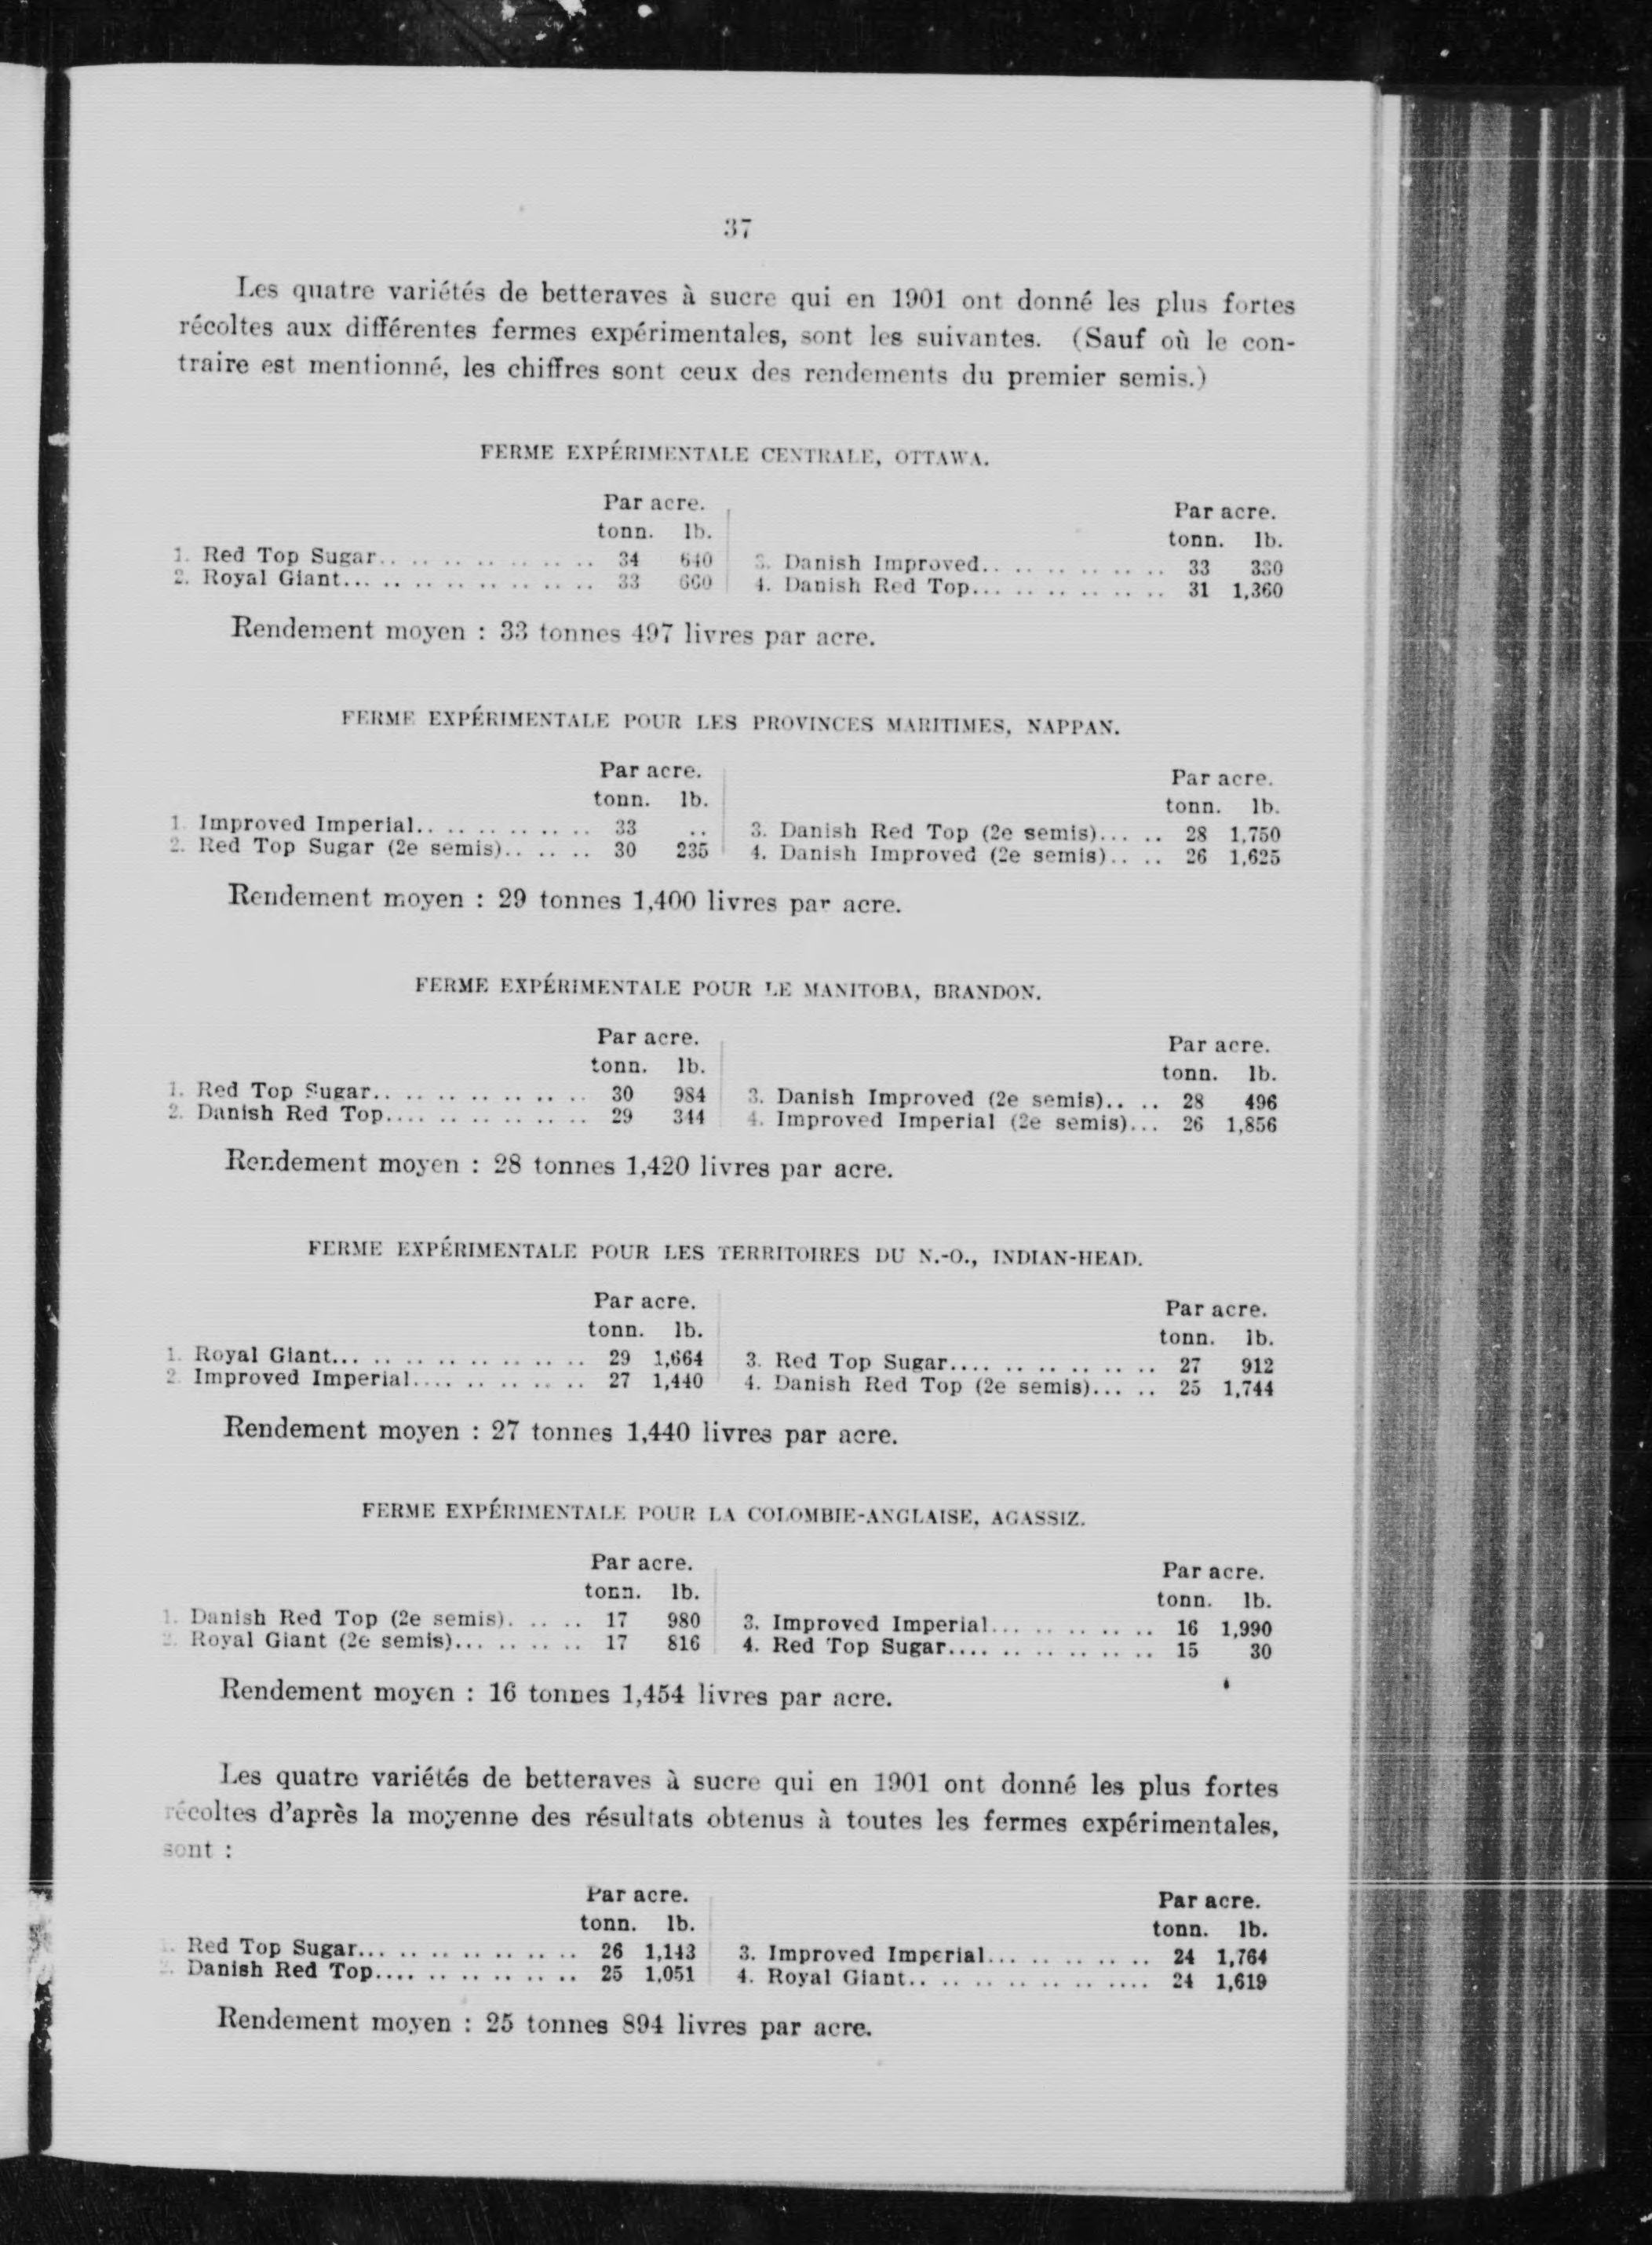 37
Les quatre variétés de betteraves à sucre qui en 1901 ont donné les plus fortes
récoltes aux différentes fermes expérimentales, sont les suivantes. (Sauf où le con-
traire est mentionné, les chiffres sont ceux des rendements du premier semis.)
FERME EXPÉRIMENTALE CENTRALE, OTTAWA.
Par acre. Par acre.
tonn. lb. tonn. lb.
1. Red Top Sugar.. .. .. .. .. .. .. .. 34 640 3. Danish Improved.. .. .. .. .. .. 33 330
2. Royal Giant... .. .. .. .. .. .. .. .. 33 660 4. Danish Red Top... .. .. .. .. .. 31 1,360
Rendement moyen : 33 tonnes 497 livres par acre.
FERME EXPÉRIMENTALE POUR LES PROVINCES MARITIMES, NAPPAN.
Par acre. Par acre.
tonn. lb. tonn. lb.
1. Improved Imperial.. .. .. .. .. .. 33 .. 3. Danish Red Top (2e semis)... .. 28 1,750
2. Red Top Sugar (2e semis).. .. .. 30 235 4. Danish Improved (2e semis).. .. 26 1,625
Rendement moyen : 29 tonnes 1,400 livres par acre.
FERME EXPÉRIMENTALE POUR LE MANITOBA, BRANDON.
Par acre. Par acre.
tonn. lb. tonn. lb.
1. Red Top Sugar.. .. .. .. .. .. .. 30 984 3. Danish Improved (2e semis).. .. 28 496
2. Danish Red Top.... .. .. .. .. .. 29 344 4. Improved Imperial (2e semis)... 26 1,856
Rendement moyen : 28 tonnes 1,420 livres par acre.
FERME EXPÉRIMENTALE POUR LES TERRITOIRES DU N.-O., INDIAN-HEAD.
Par acre. Par acre.
tonn. lb. tonn. lb.
1. Royal Giant... .. .. .. .. .. .. .. 29 1,664 3. Red Top Sugar.... .. .. .. .. .. 27 912
2. Improved Imperial.... .. .. .. .. .. 27 1,440 4. Danish Red Top (2e semis)... .. 25 1,744
Rendement moyen : 27 tonnes 1,440 livres par acre.
FERME EXPÉRIMENTALE POUR LA COLOMBIE-ANGLAISE, AGASSIZ.
Par acre. Par acre.
tonn. lb. tonn. lb.
1. Danish Red Top (2e semis). .. .. 17 980 3. Improved Imperial... .. .. .. .. .. 16 1,990
2. Royal Giant (2e semis)... .. .. .. 17 816 4. Red Top Sugar.... .. .. .. .. .. 15 30
Rendement moyen : 16 tonnes 1,454 livres par acre.
Les quatre variétés de betteraves à sucre qui en 1901 ont donné les plus fortes
récoltes d'après la moyenne des résultats obtenus à toutes les fermes expérimentales,
sont :
Par acre. Par acre.
tonn. lb. tonn. lb.
1. Red Top Sugar... .. .. .. .. .. .. 26 1,143 3. Improved Imperial... .. .. .. .. .. 24 1,764
2. Danish Red Top.... .. .. .. .. .. 25 1,051 4. Royal Giant.. .. .. .. .. .. .. .... 24 1,619
Rendement moyen : 25 tonnes 894 livres par acre.